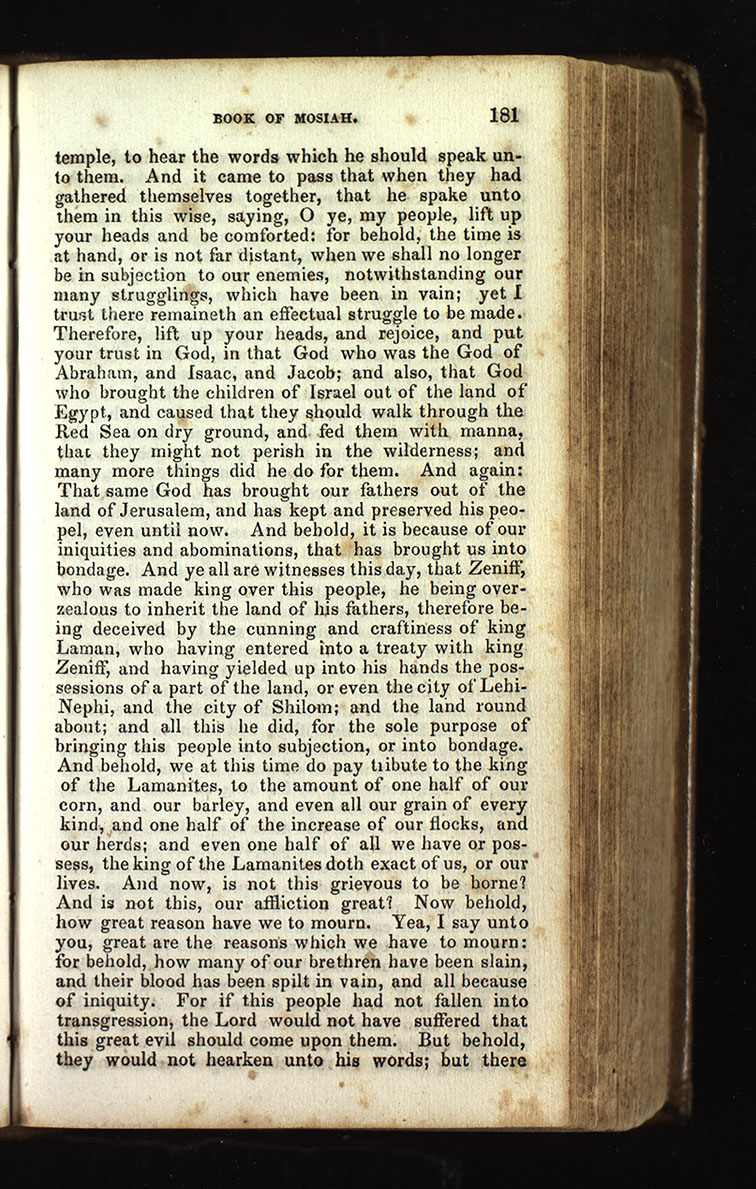 BOOK OF MOSIAH. 181
temple, to hear the words which he should speak un-
to them. And it came to pass that when they had
gathered themselves together, that he spake unto
them in this wise, saying, O ye, my people, lift up
your heads and be comforted: for behold, the time is
at hand, or is not far distant, when we shall no longer
be in subjection to our enemies, notwithstanding our
many strugglings, which have been in vain; yet I
trust there remaineth an effectual struggle to be made.
Therefore, lift up your heads, and rejoice, and put
your trust in God, in that God who was the God of
Abraham, and Isaac, and Jacob; and also, that God
who brought the children of Israel out of the land of
Egypt, and caused that they should walk through the
Red Sea on dry ground, and fed them with manna,
that they might not perish in the wilderness; and
many more things did he do for them. And again:
That same God has brought our fathers out of the
land of Jerusalem, and has kept and preserved his peo-
pel, even until now. And behold, it is because of our
iniquities and abominations, that has brought us into
bondage. And ye all are witnesses this day, that Zeniff,
who was made king over this people, he being over-
zealous to inherit the land of his fathers, therefore be-
ing deceived by the cunning and craftiness of king
Laman, who having entered into a treaty with king
Zeniff, and having yielded up into his hands the pos-
sessions of a part of the land, or even the city of Lehi-
Nephi, and the city of Shilom; and the land round
about; and all this he did, for the sole purpose of
bringing this people into subjection, or into bondage.
And behold, we at this time do pay tribute to the king
of the Lamanites, to the amount of one half of our
corn, and our barley, and even all our grain of every
kind, and one half of the increase of our flocks, and
our herds; and even one half of all we have or pos-
sess, the king of the Lamanites doth exact of us, or our
lives. And now, is not this grievous to be borne?
And is not this, our affliction great? Now behold,
how great reason have we to mourn. Yea, I say unto
you, great are the reasons which we have to mourn:
for behold, how many of our brethren have been slain,
and their blood has been spilt in vain, and all because
of iniquity. For if this people had not fallen into
transgression, the Lord would not have suffered that
this great evil should come upon them. But behold,
they would not hearken unto his words; but there